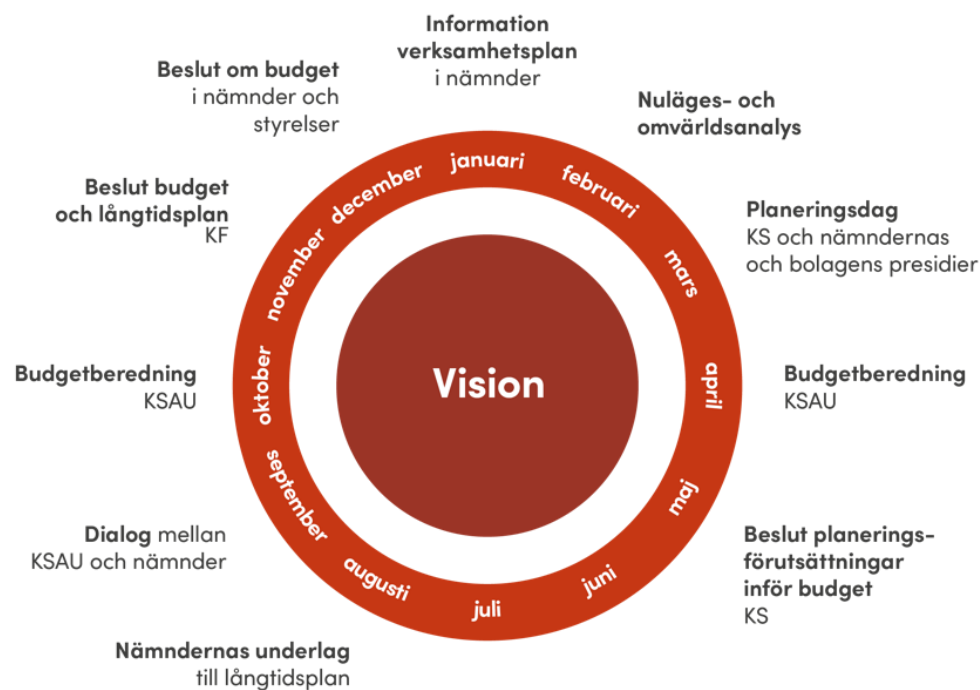 Information
verksamhetsplan
i nämnder
Nuläges- och
omvärldsanalys
Planeringsdag
KS och nämndernas
och bolagens presidier
Budgetberedning
KSAU
Beslut planerings-
förutsättningar
inför budget
KS
Nämndernas underlag
till långtidsplan
Dialog mellan
KSAU och nämnder
Budgetberedning
KSAU
Beslut budget
och långtidsplan
KF
Beslut om budget
i nämnder och
styrelser
januari
februari
mars
april
maj
juni
juli
augusti
september
oktober
november
december
Vision